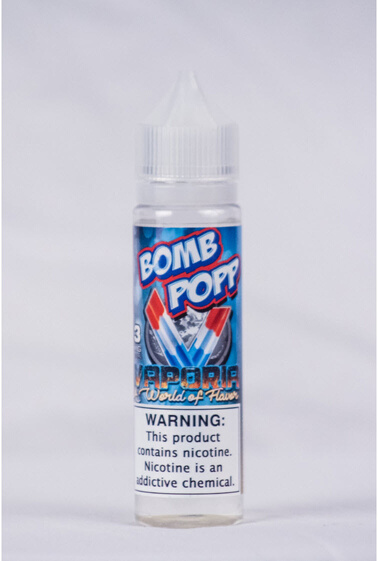 BOMB
POPP
3
VAPORIA
World of Flavor
WARNING:
This product
contains nicotine.
Nicotine is an
addictive chemical.